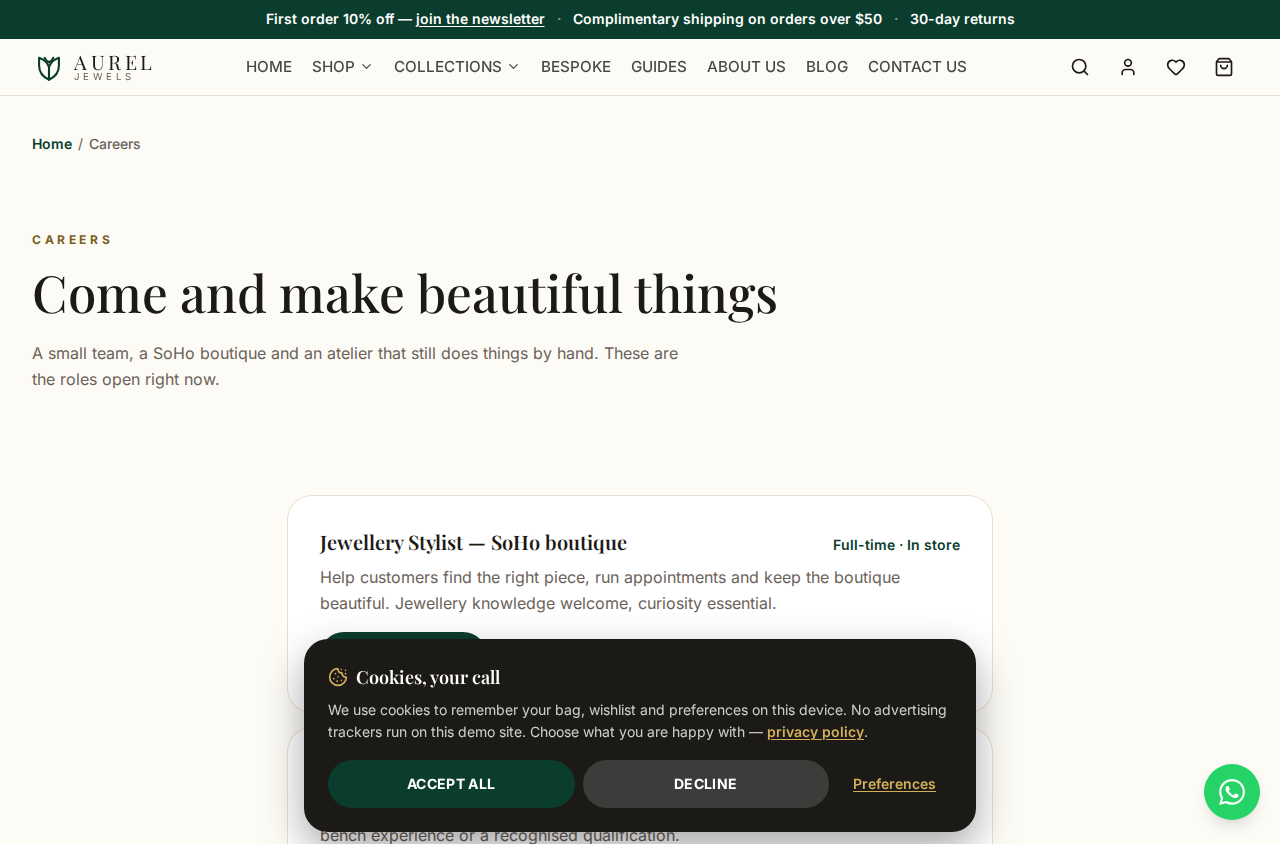 First order 10% off — join the newsletter · Complimentary shipping on orders over $50 · 30-day returns
AUREL
JEWELS
HOME SHOP COLLECTIONS BESPOKE GUIDES ABOUT US BLOG CONTACT US
Home / Careers
CAREERS
Come and make beautiful things
A small team, a SoHo boutique and an atelier that still does things by hand. These are
the roles open right now.
Jewellery Stylist — SoHo boutique
Full-time · In store
Help customers find the right piece, run appointments and keep the boutique
beautiful. Jewellery knowledge welcome, curiosity essential.
Cookies, your call
We use cookies to remember your bag, wishlist and preferences on this device. No advertising
trackers run on this demo site. Choose what you are happy with — privacy policy.
ACCEPT ALL DECLINE Preferences
bench experience or a recognised qualification.